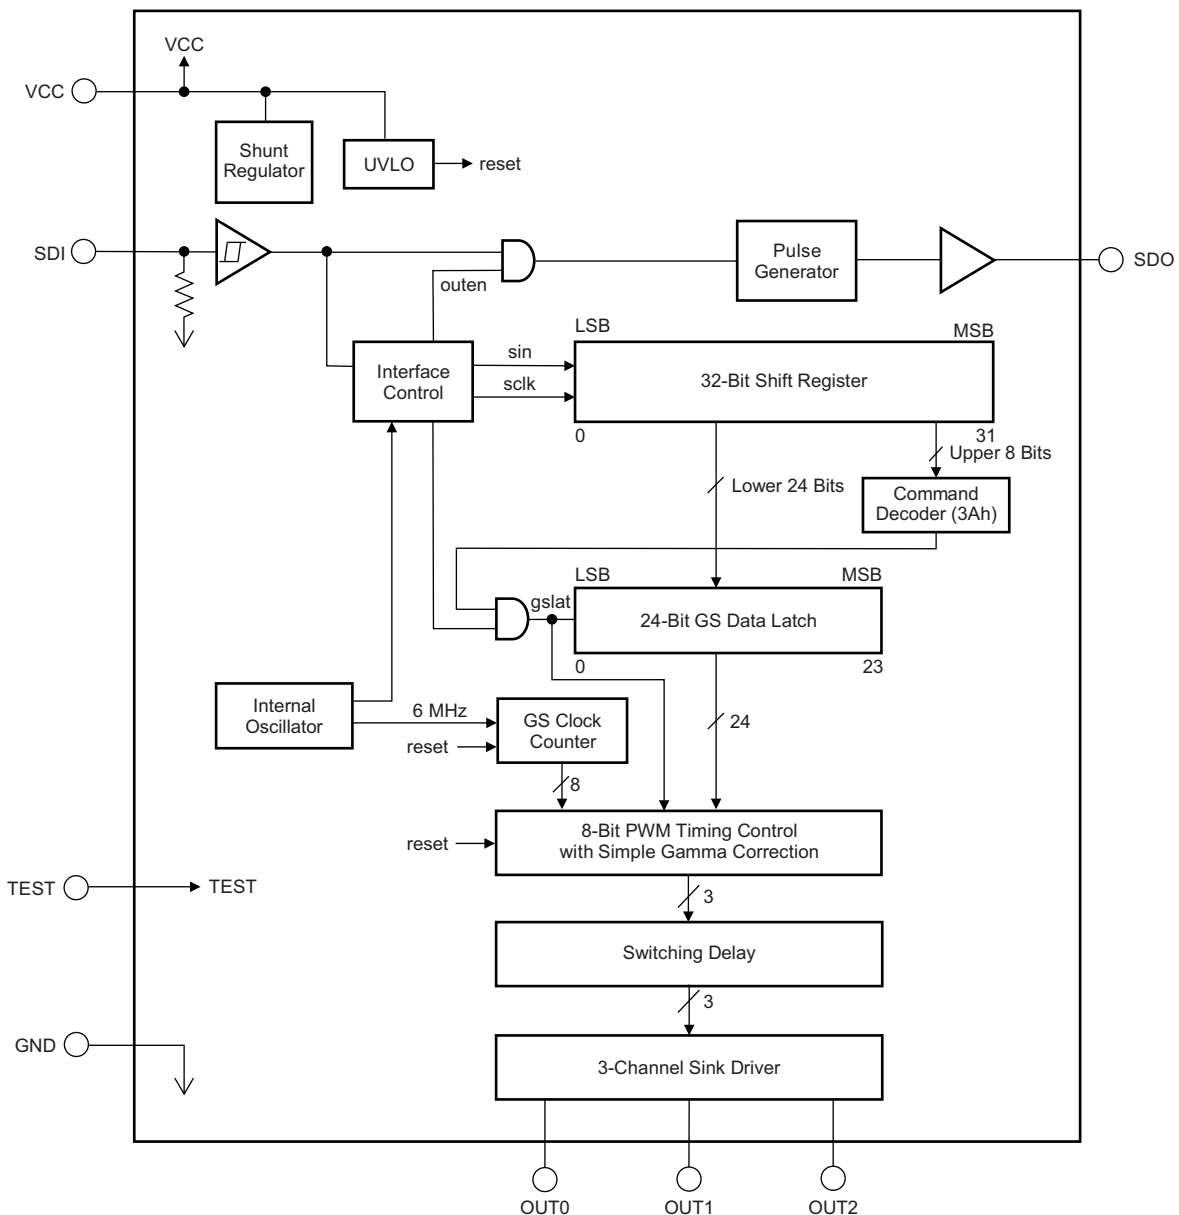 VCC
VCC
Shunt
Regulator
UVLO
reset
SDI
Pulse
Generator
SDO
outen
LSB
MSB
Interface
Control
sin
sclk
32-Bit Shift Register
0
31
Upper 8 Bits
Lower 24 Bits
Command
Decoder (3Ah)
LSB
MSB
gslat
24-Bit GS Data Latch
0
23
Internal
Oscillator
6 MHz
reset
GS Clock
Counter
24
8
reset
8-Bit PWM Timing Control
with Simple Gamma Correction
TEST
TEST
3
Switching Delay
3
GND
3-Channel Sink Driver
OUT0
OUT1
OUT2